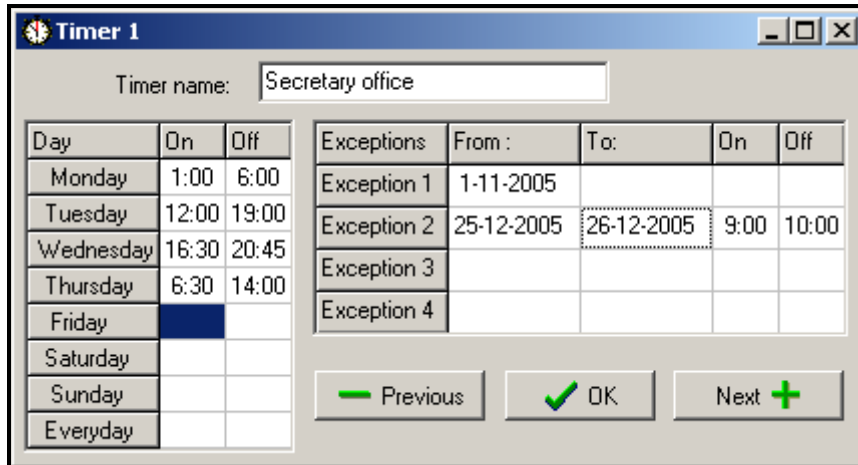 Timer 1
Timer name: Secretary office
Day On Off
Monday 1:00 6:00
Tuesday 12:00 19:00
Wednesday 16:30 20:45
Thursday 6:30 14:00
Friday
Saturday
Sunday
Everyday
Exceptions From : To: On Off
Exception 1 1-11-2005
Exception 2 25-12-2005 26-12-2005 9:00 10:00
Exception 3
Exception 4
Previous OK Next